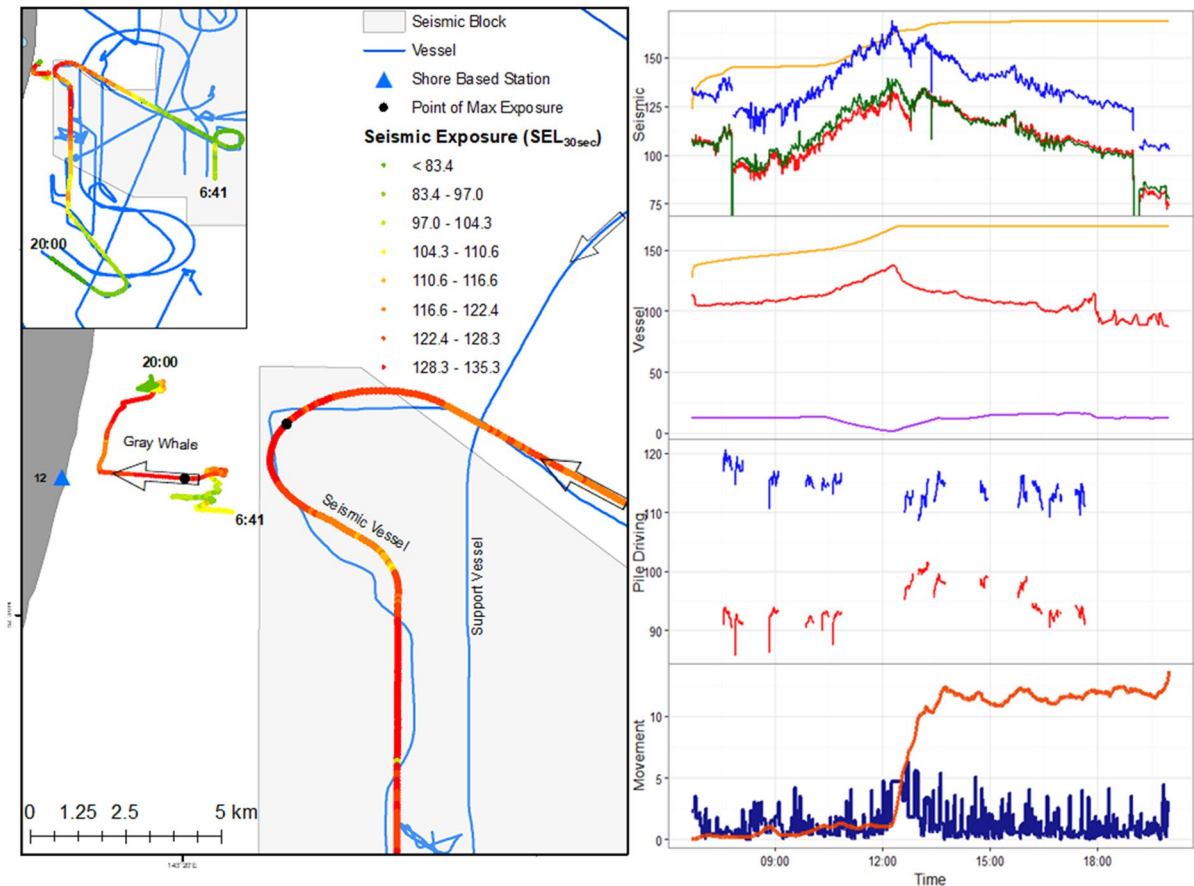 Seismic Block
Vessel
Shore Based Station
Point of Max Exposure
Seismic Exposure (SEL30sec)
< 83.4
83.4 - 97.0
97.0 - 104.3
104.3 - 110.6
110.6 - 116.6
116.6 - 122.4
122.4 - 128.3
128.3 - 135.3
6:41
20:00
20:00
Gray Whale
12
6:41
Seismic Vessel
Support Vessel
0 1.25 2.5 5 km
Seismic
150
125
100
75
Vessel
150
100
50
0
Pile Driving
120
110
100
90
Movement
10
5
0
09:00 12:00 15:00 18:00
Time